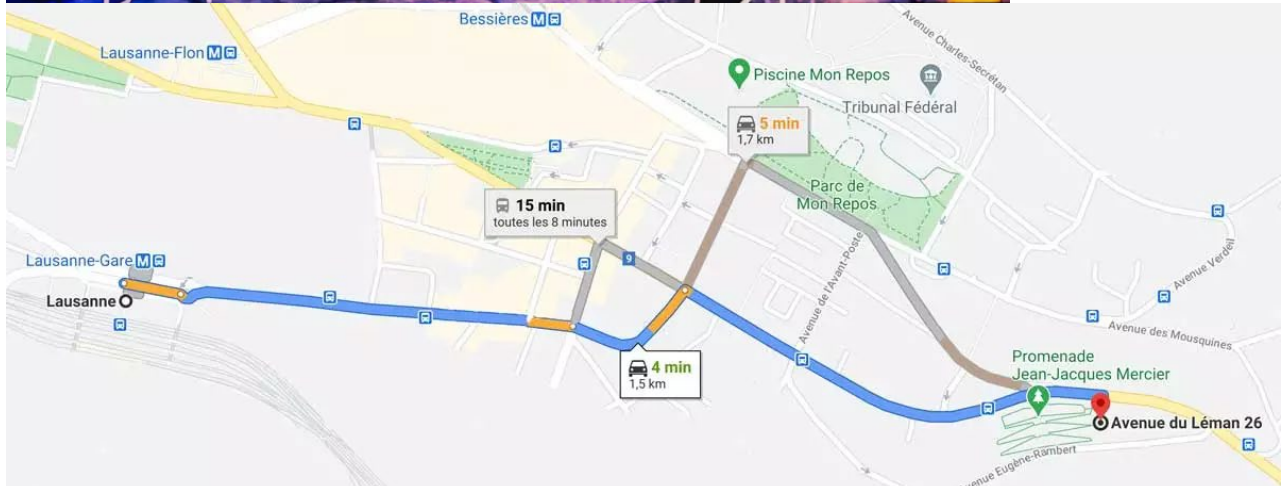 Bessières M
Avenue Charles-Secrétan
Lausanne-Flon M
Piscine Mon Repos
Tribunal Fédéral
5 min
1,7 km
Parc de
Mon Repos
15 min
toutes les 8 minutes
Lausanne-Gare M
9
Avenue de l'Avant-Poste
Avenue Verdeil
Lausanne
Avenue des Mousquines
4 min
1,5 km
Promenade
Jean-Jacques Mercier
Avenue du Léman 26
venue Eugène-Rambert